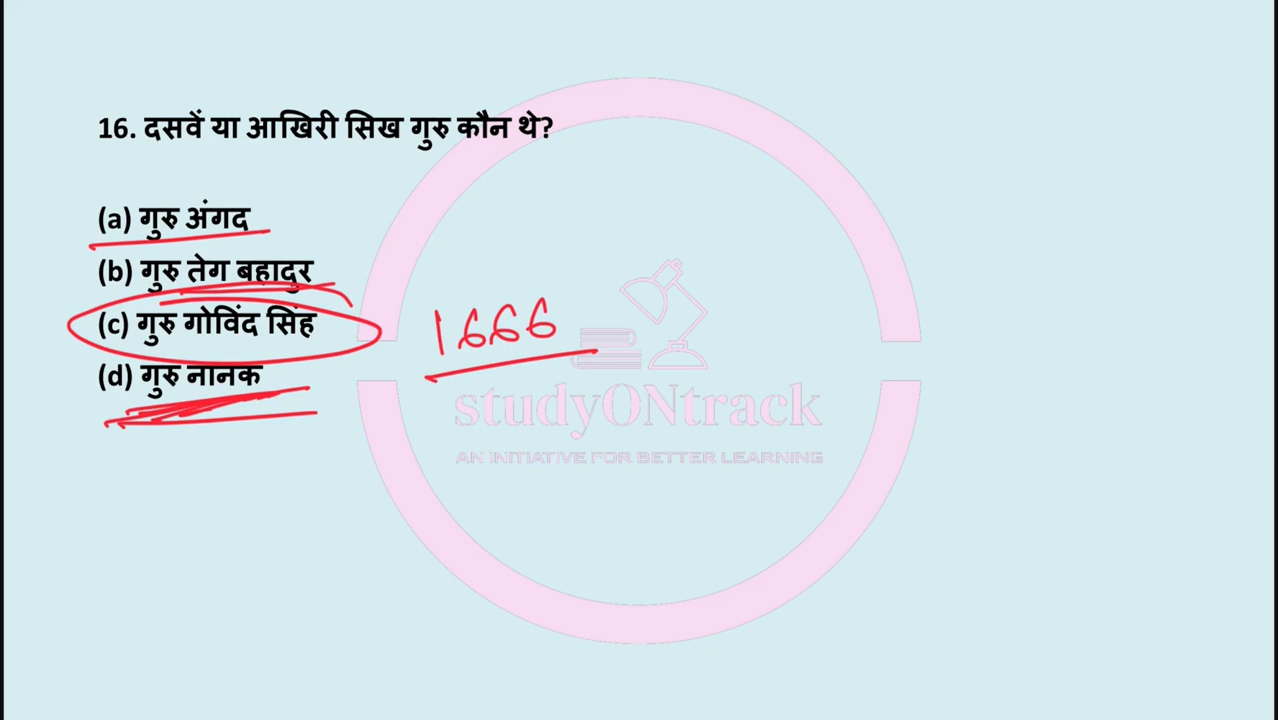 16. दसवें या आखिरी सिख गुरु कौन थे?
(a) गुरु अंगद
(b) गुरु तेग बहादुर
(c) गुरु गोविंद सिंह
(d) गुरु नानक
1666
studyONtrack
AN INITIATIVE FOR BETTER LEARNING